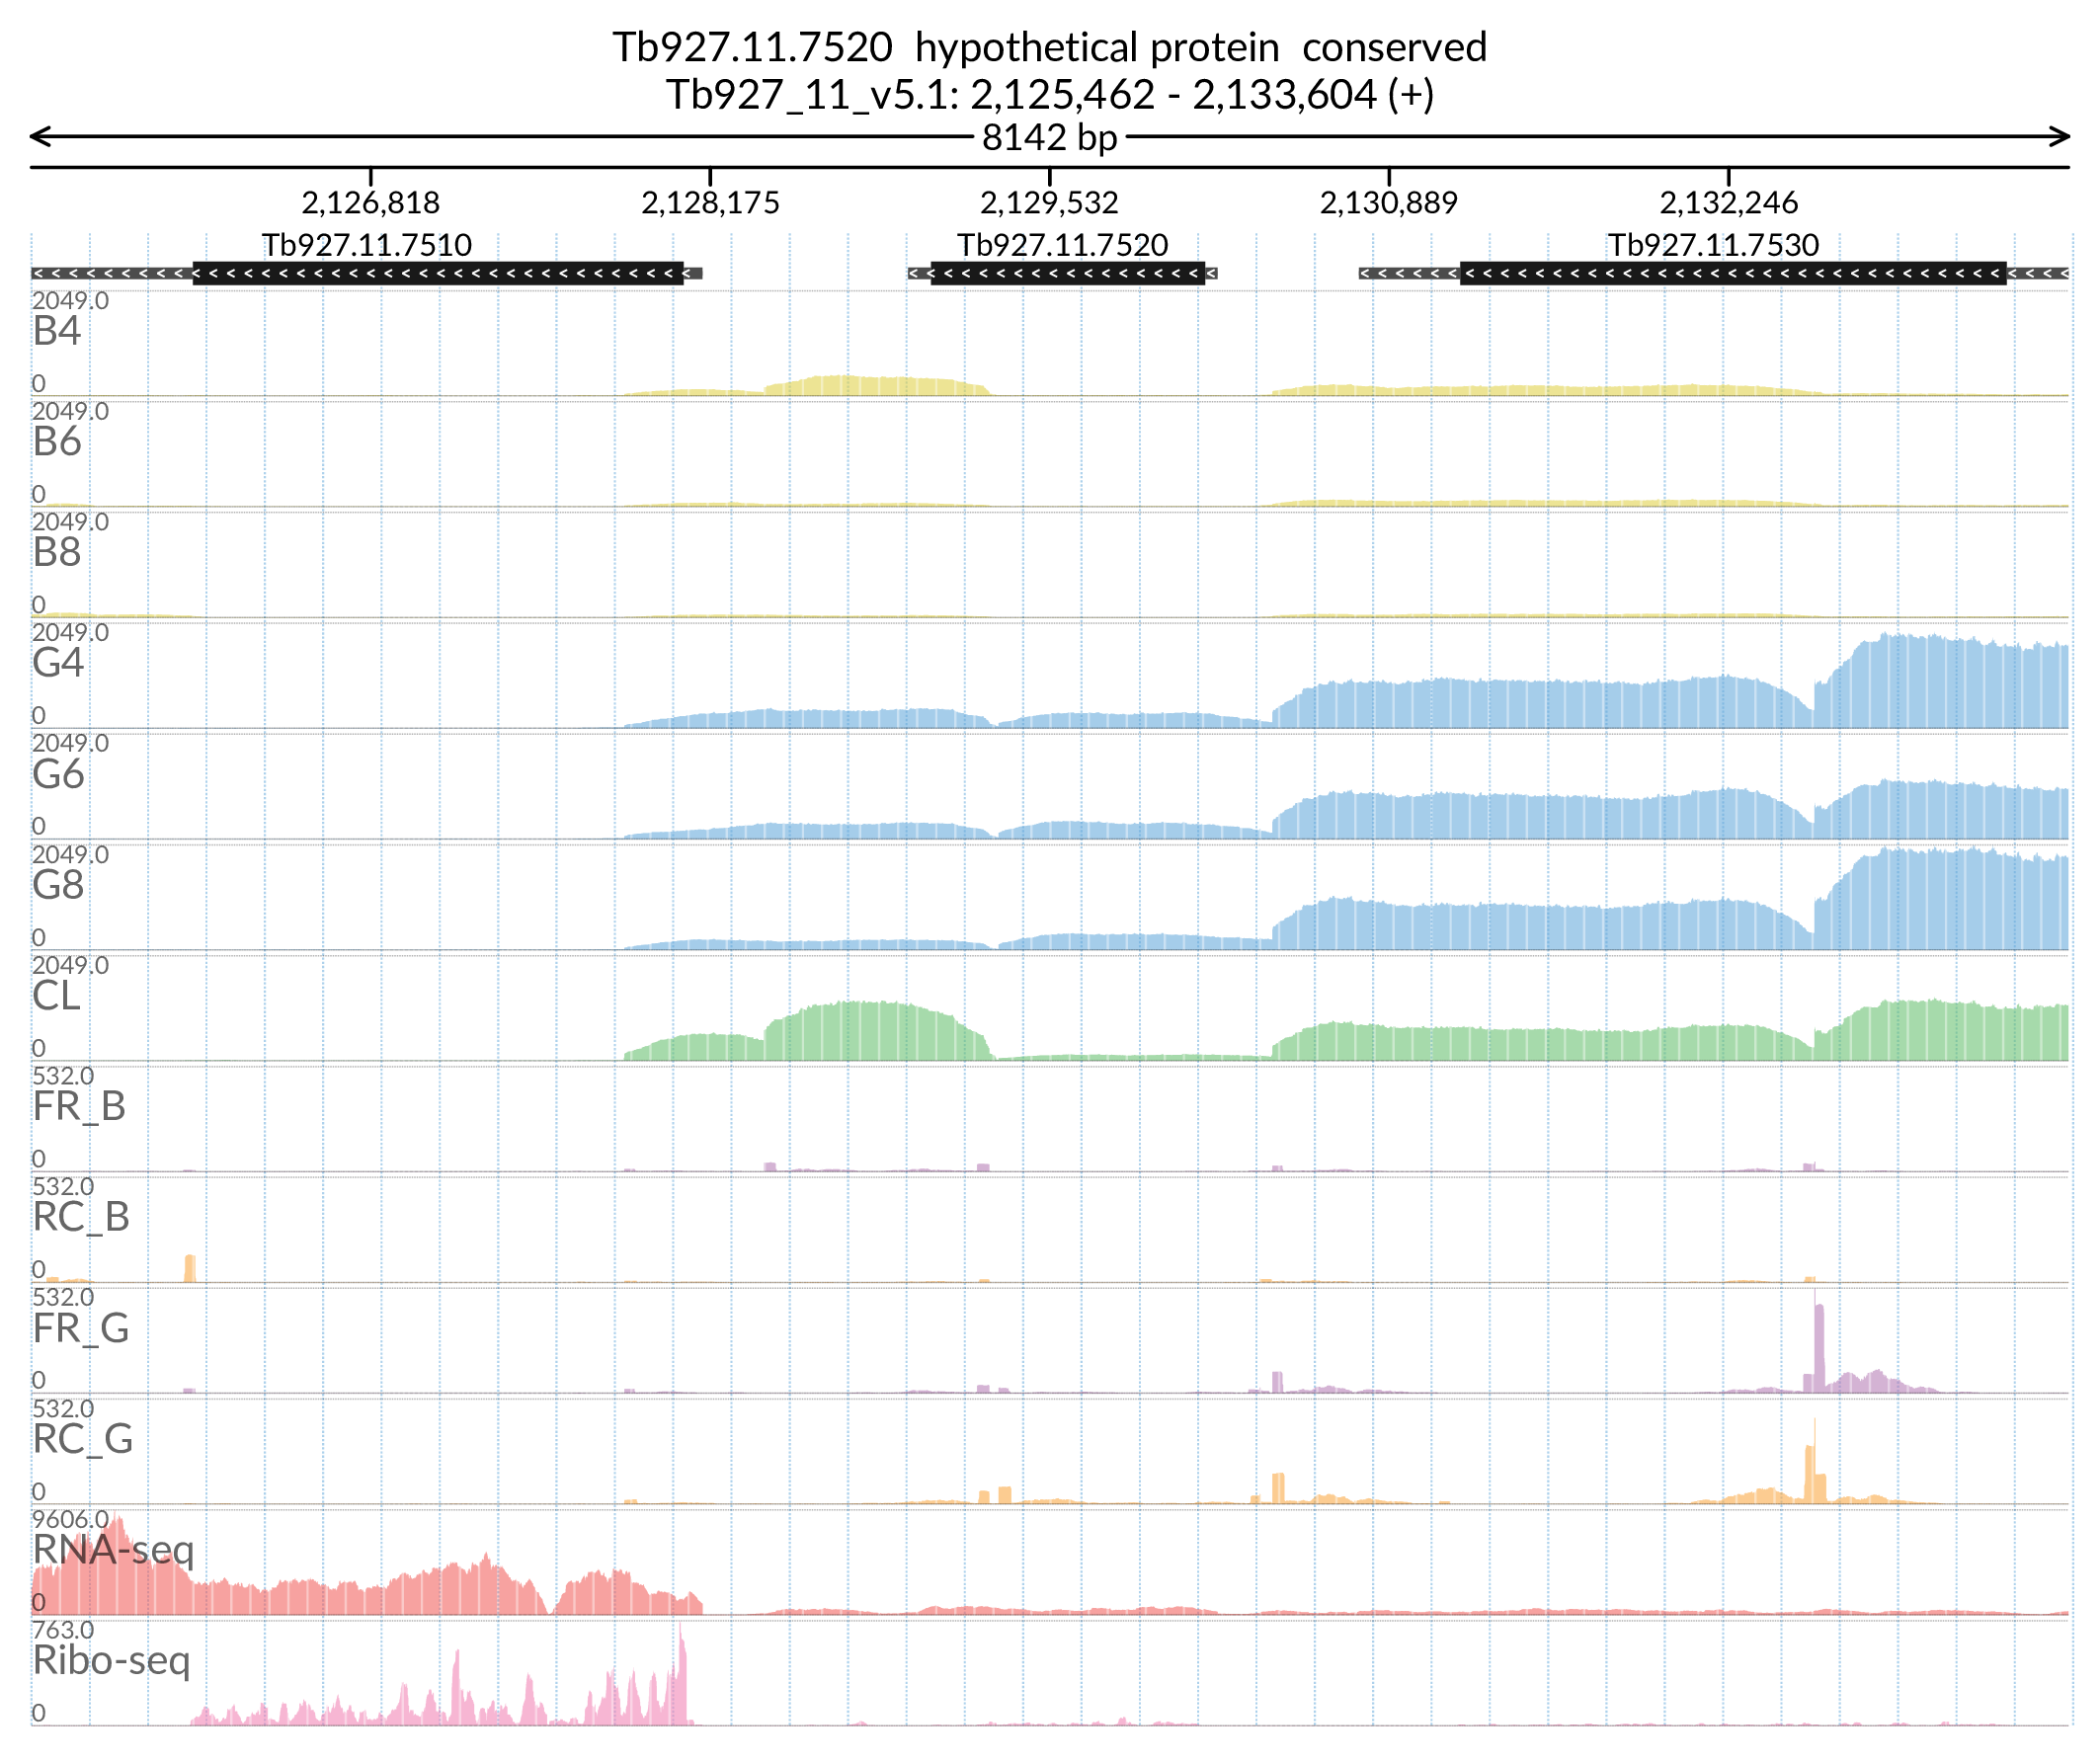 Tb927.11.7520 hypothetical protein conserved
Tb927_11_v5.1: 2,125,462 - 2,133,604 (+)
8142 bp
2,126,818 2,128,175 2,129,532 2,130,889 2,132,246
Tb927.11.7510 Tb927.11.7520 Tb927.11.7530
2049.0
B4
0
2049.0
B6
0
2049.0
B8
0
2049.0
G4
0
2049.0
G6
0
2049.0
G8
0
2049.0
CL
0
532.0
FR_B
0
532.0
RC_B
0
532.0
FR_G
0
532.0
RC_G
0
9606.0
RNA-seq
0
763.0
Ribo-seq
0